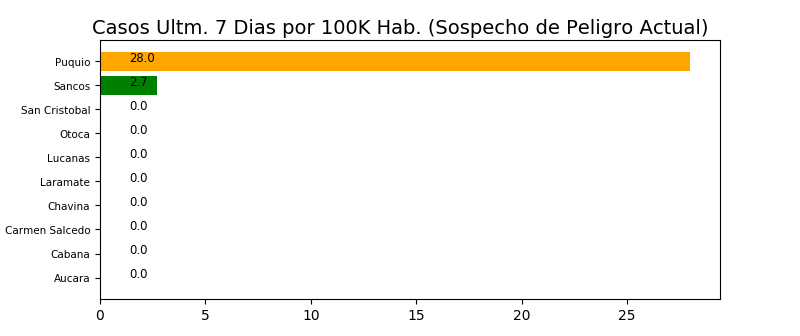 Casos Ultm. 7 Dias por 100K Hab. (Sospecho de Peligro Actual)
Puquio 28.0
Sancos 2.7
San Cristobal 0.0
Otoca 0.0
Lucanas 0.0
Laramate 0.0
Chavina 0.0
Carmen Salcedo 0.0
Cabana 0.0
Aucara 0.0
0 5 10 15 20 25